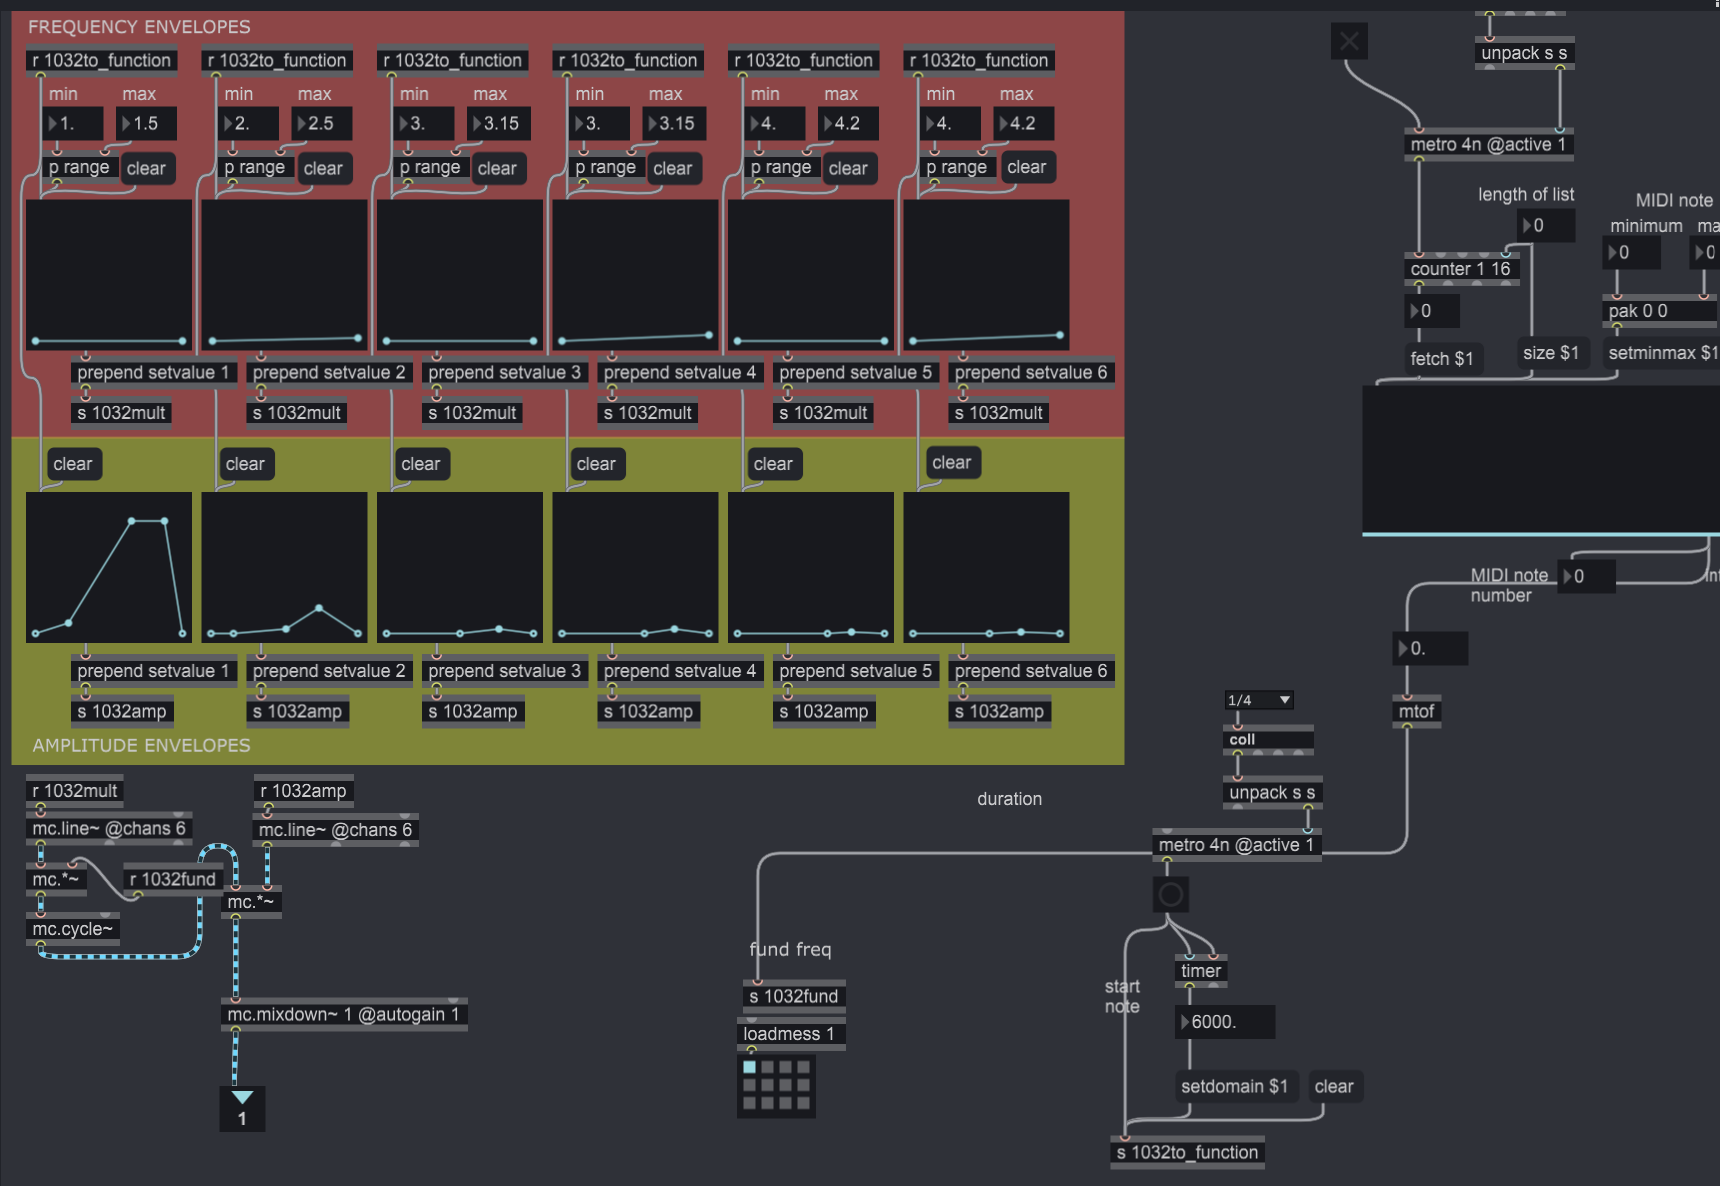 FREQUENCY ENVELOPES
r 1032to_function r 1032to_function r 1032to_function r 1032to_function r 1032to_function r 1032to_function
min max min max min max min max min max min max
1. 1.5 2. 2.5 3. 3.15 3. 3.15 4. 4.2 4. 4.2
p range clear p range clear p range clear p range clear p range clear p range clear
prepend setvalue 1 prepend setvalue 2 prepend setvalue 3 prepend setvalue 4 prepend setvalue 5 prepend setvalue 6
s 1032mult s 1032mult s 1032mult s 1032mult s 1032mult s 1032mult
clear clear clear clear clear clear
prepend setvalue 1 prepend setvalue 2 prepend setvalue 3 prepend setvalue 4 prepend setvalue 5 prepend setvalue 6
s 1032amp s 1032amp s 1032amp s 1032amp s 1032amp s 1032amp
AMPLITUDE ENVELOPES
r 1032mult r 1032amp
mc.line~ @chans 6 mc.line~ @chans 6
mc.*~ r 1032fund
mc.*~
mc.cycle~
mc.mixdown~ 1 @autogain 1
1
unpack s s
metro 4n @active 1
length of list
0
MIDI note
minimum ma
0 0
counter 1 16
0
pak 0 0
fetch $1 size $1 setminmax $1
MIDI note
number
0
int
0.
mtof
1/4
coll
unpack s s
duration
metro 4n @active 1
fund freq
s 1032fund
loadmess 1
start
note
timer
6000.
setdomain $1 clear
s 1032to_function